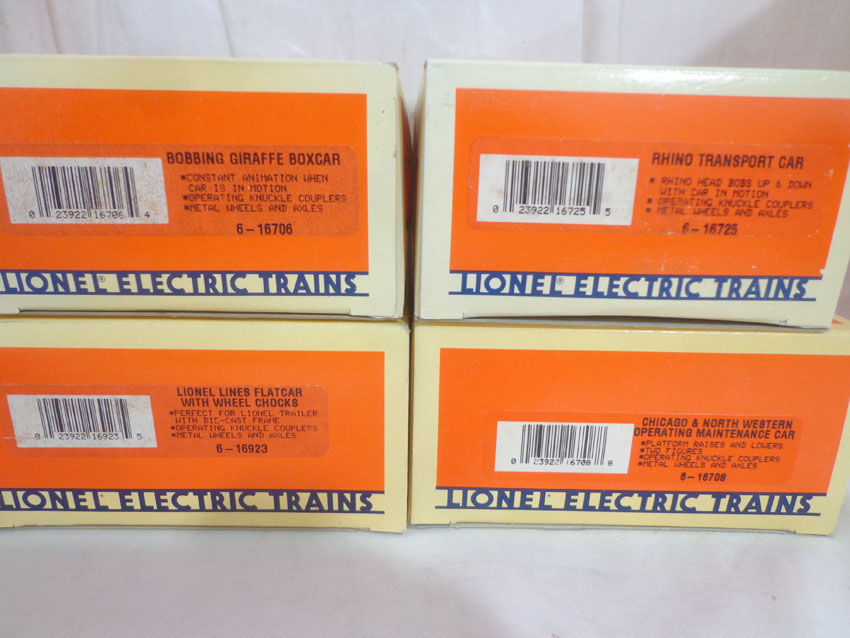 BOBBING GIRAFFE BOXCAR
*CONSTANT ANIMATION WHEN
CAR IS IN MOTION
*OPERATING KNUCKLE COUPLERS
*METAL WHEELS AND AXLES
0 23922 16706 4
6-16706
LIONEL® ELECTRIC TRAINS
RHINO TRANSPORT CAR
* RHINO HEAD BOBS UP & DOWN
WITH CAR IN MOTION
* OPERATING KNUCKLE COUPLERS
* METAL WHEELS AND AXLES
0 23922 16725 5
6-16725
LIONEL® ELECTRIC TRAINS
LIONEL LINES FLATCAR
WITH WHEEL CHOCKS
*PERFECT FOR LIONEL TRAILER
WITH DIE-CAST FRAME
*OPERATING KNUCKLE COUPLERS
*METAL WHEELS AND AXLES
0 23922 16923 5
6-16923
LIONEL® ELECTRIC TRAINS
CHICAGO & NORTH WESTERN
OPERATING MAINTENANCE CAR
*PLATFORM RAISES AND LOWERS
*TWO FIGURES
*OPERATING KNUCKLE COUPLERS
*METAL WHEELS AND AXLES
0 23922 16708 8
6-16708
LIONEL® ELECTRIC TRAINS